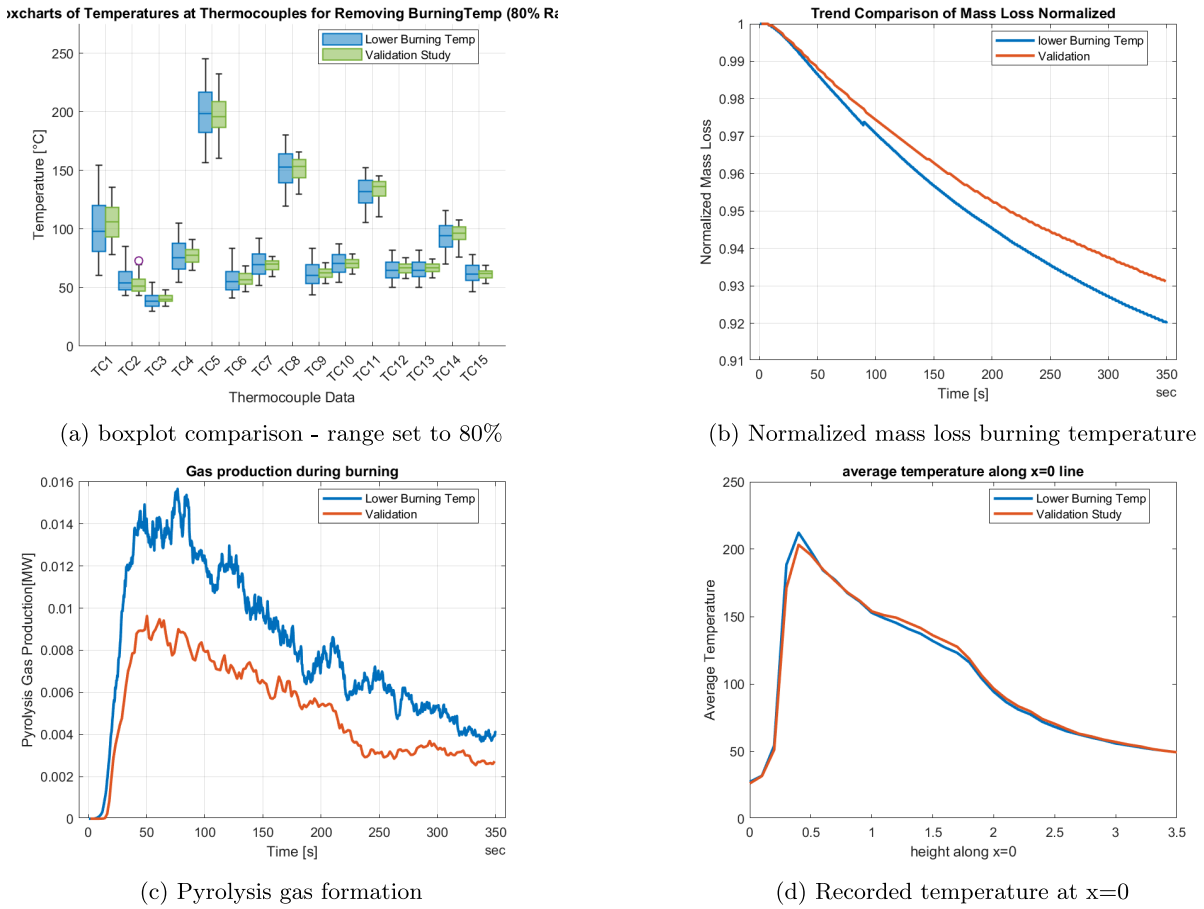 oxcharts of Temperatures at Thermocouples for Removing BurningTemp (80% Ra
Lower Burning Temp
Validation Study
250
200
150
100
50
0
Temperature [°C]
TC1 TC2 TC3 TC4 TC5 TC6 TC7 TC8 TC9 TC10 TC11 TC12 TC13 TC14 TC15
Thermocouple Data
(a) boxplot comparison - range set to 80%
Trend Comparison of Mass Loss Normalized
lower Burning Temp
Validation
1
0.99
0.98
0.97
0.96
0.95
0.94
0.93
0.92
0.91
Normalized Mass Loss
0 50 100 150 200 250 300 350
Time [s]
sec
(b) Normalized mass loss burning temperature
Gas production during burning
Lower Burning Temp
Validation
0.016
0.014
0.012
0.01
0.008
0.006
0.004
0.002
0
Pyrolysis Gas Production[MW]
0 50 100 150 200 250 300 350
Time [s]
sec
(c) Pyrolysis gas formation
average temperature along x=0 line
Lower Burning Temp
Validation Study
250
200
150
100
50
0
Average Temperature
0 0.5 1 1.5 2 2.5 3 3.5
height along x=0
(d) Recorded temperature at x=0